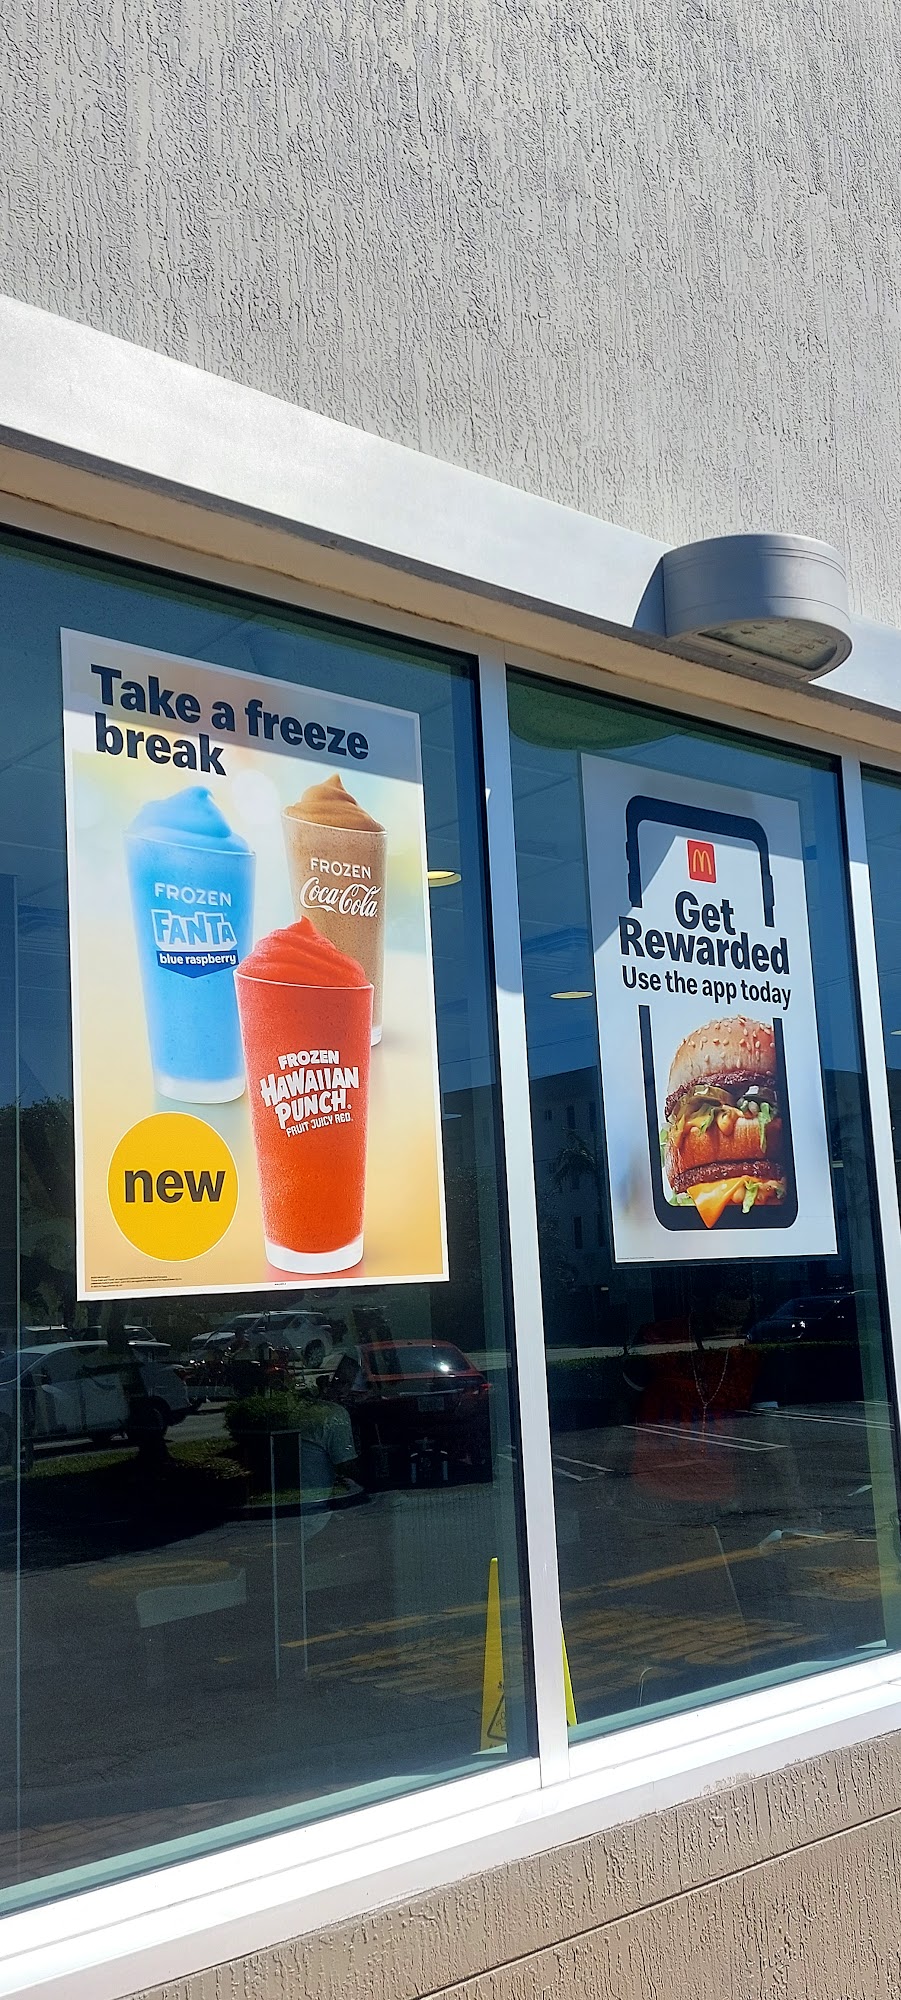 Take a freeze
break
FROZEN
FANTA
blue raspberry
FROZEN
Coca-Cola
FROZEN
HAWAIIAN
PUNCH®
FRUIT JUICY RED.
new
Get
Rewarded
Use the app today